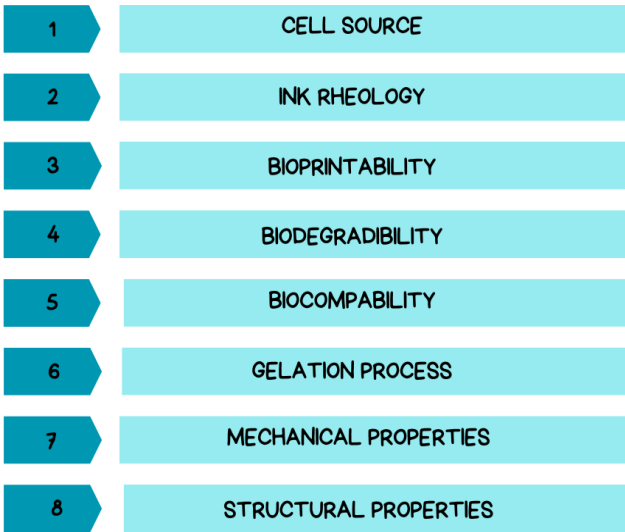 1 CELL SOURCE
2 INK RHEOLOGY
3 BIOPRINTABILITY
4 BIODEGRADIBILITY
5 BIOCOMPABILITY
6 GELATION PROCESS
7 MECHANICAL PROPERTIES
8 STRUCTURAL PROPERTIES